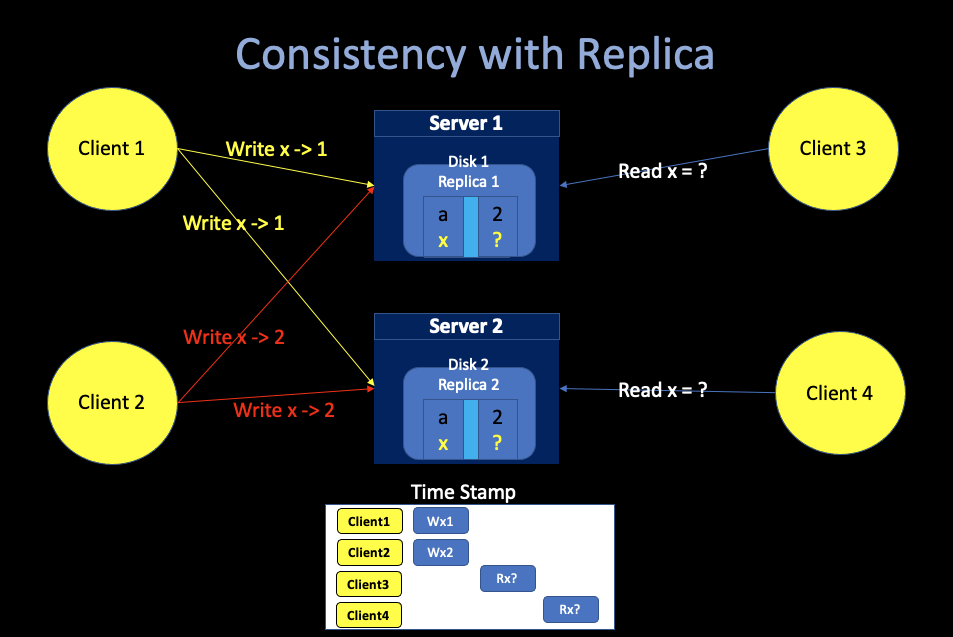 Consistency with Replica
Client 1
Write x -> 1
Write x -> 1
Server 1
Disk 1
Replica 1
a 2
x ?
Read x = ?
Client 3
Client 2
Write x -> 2
Write x -> 2
Server 2
Disk 2
Replica 2
a 2
x ?
Read x = ?
Client 4
Time Stamp
Client1 Wx1
Client2 Wx2
Client3 Rx?
Client4 Rx?